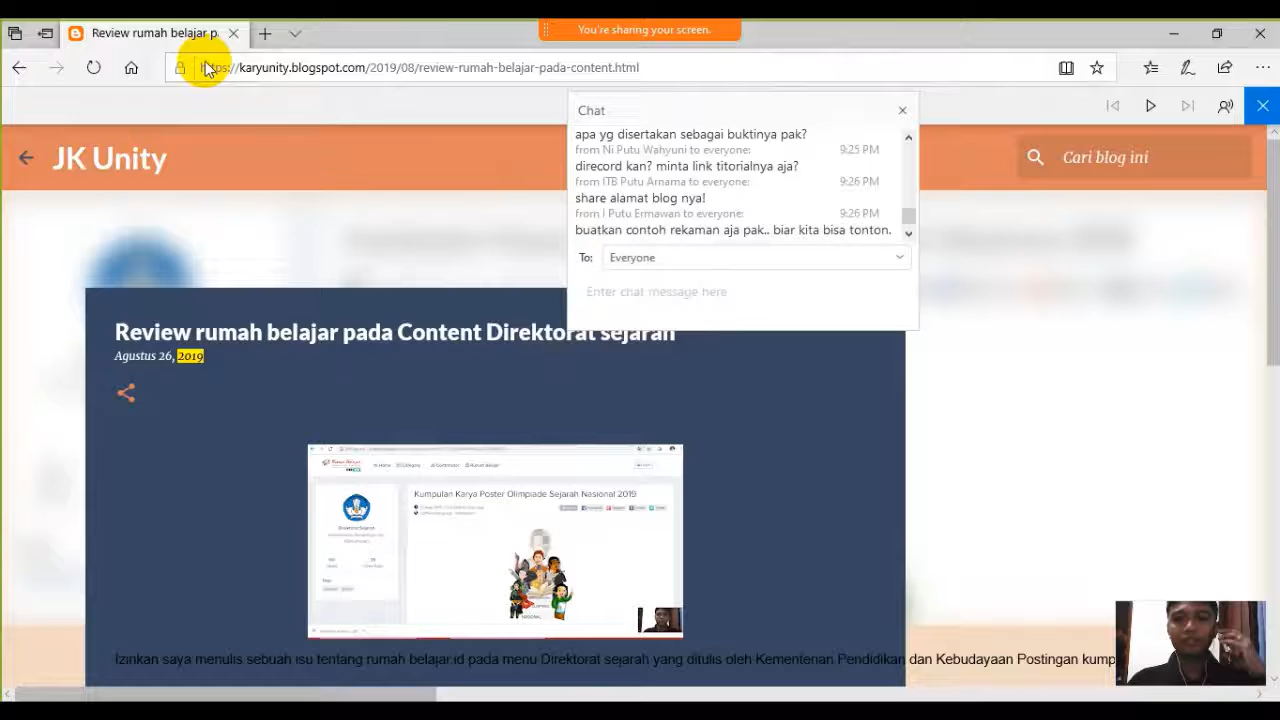 Review rumah belajar p
You're sharing your screen.
https://karyunity.blogspot.com/2019/08/review-rumah-belajar-pada-content.html
Chat
apa yg disertakan sebagai buktinya pak?
from Ni Putu Wahyuni to everyone: 9:25 PM
direcord kan? minta link titorialnya aja?
from ITB Putu Arnama to everyone: 9:26 PM
share alamat blog nya!
from I Putu Ermawan to everyone: 9:26 PM
buatkan contoh rekaman aja pak.. biar kita bisa tonton.
To: Everyone
Enter chat message here
JK Unity
Cari blog ini
Review rumah belajar pada Content Direktorat sejarah
Agustus 26, 2019
Kumpulan Karya Poster Olimpiade Sejarah Nasional 2019
Izinkan saya menulis sebuah isu tentang rumah belajar.id pada menu Direktorat sejarah yang ditulis oleh Kementerian Pendidikan dan Kebudayaan Postingan kump